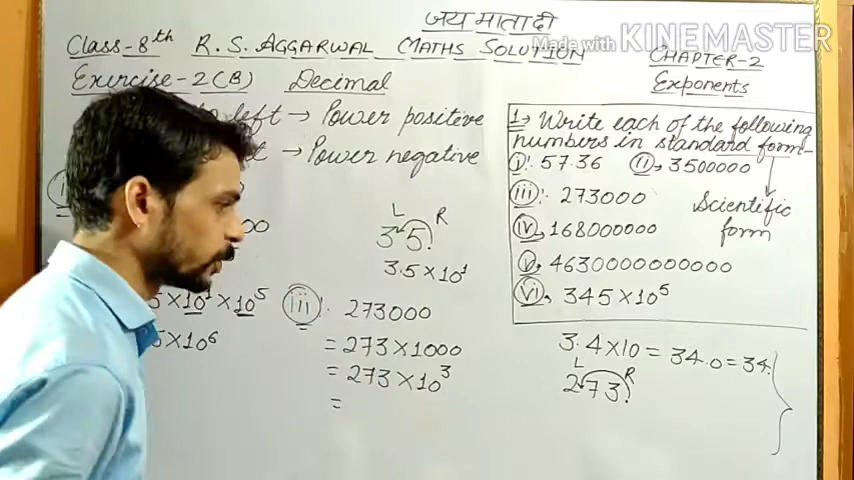 जय माता दी
Made with KINEMASTER
Class-8th R.S. AGGARWAL MATHS SOLUTION
CHAPTER-2
Exercise-2(B) Decimal
Exponents
left → Power positive
→ Power negative
1→ Write each of the following
numbers in standard form-
(i) 57.36 (ii) 3500000
(iii) 273000
Scientific
form
(iv) 168000000
(v) 4630000000000
(vi) 345×10⁵
L R
35.
3.5×10¹
5×10¹×10⁵
5×10⁶
(iii) 273000
= 273×1000
= 273×10³
=
3.4×10 = 34.0 = 34.
L R
273.